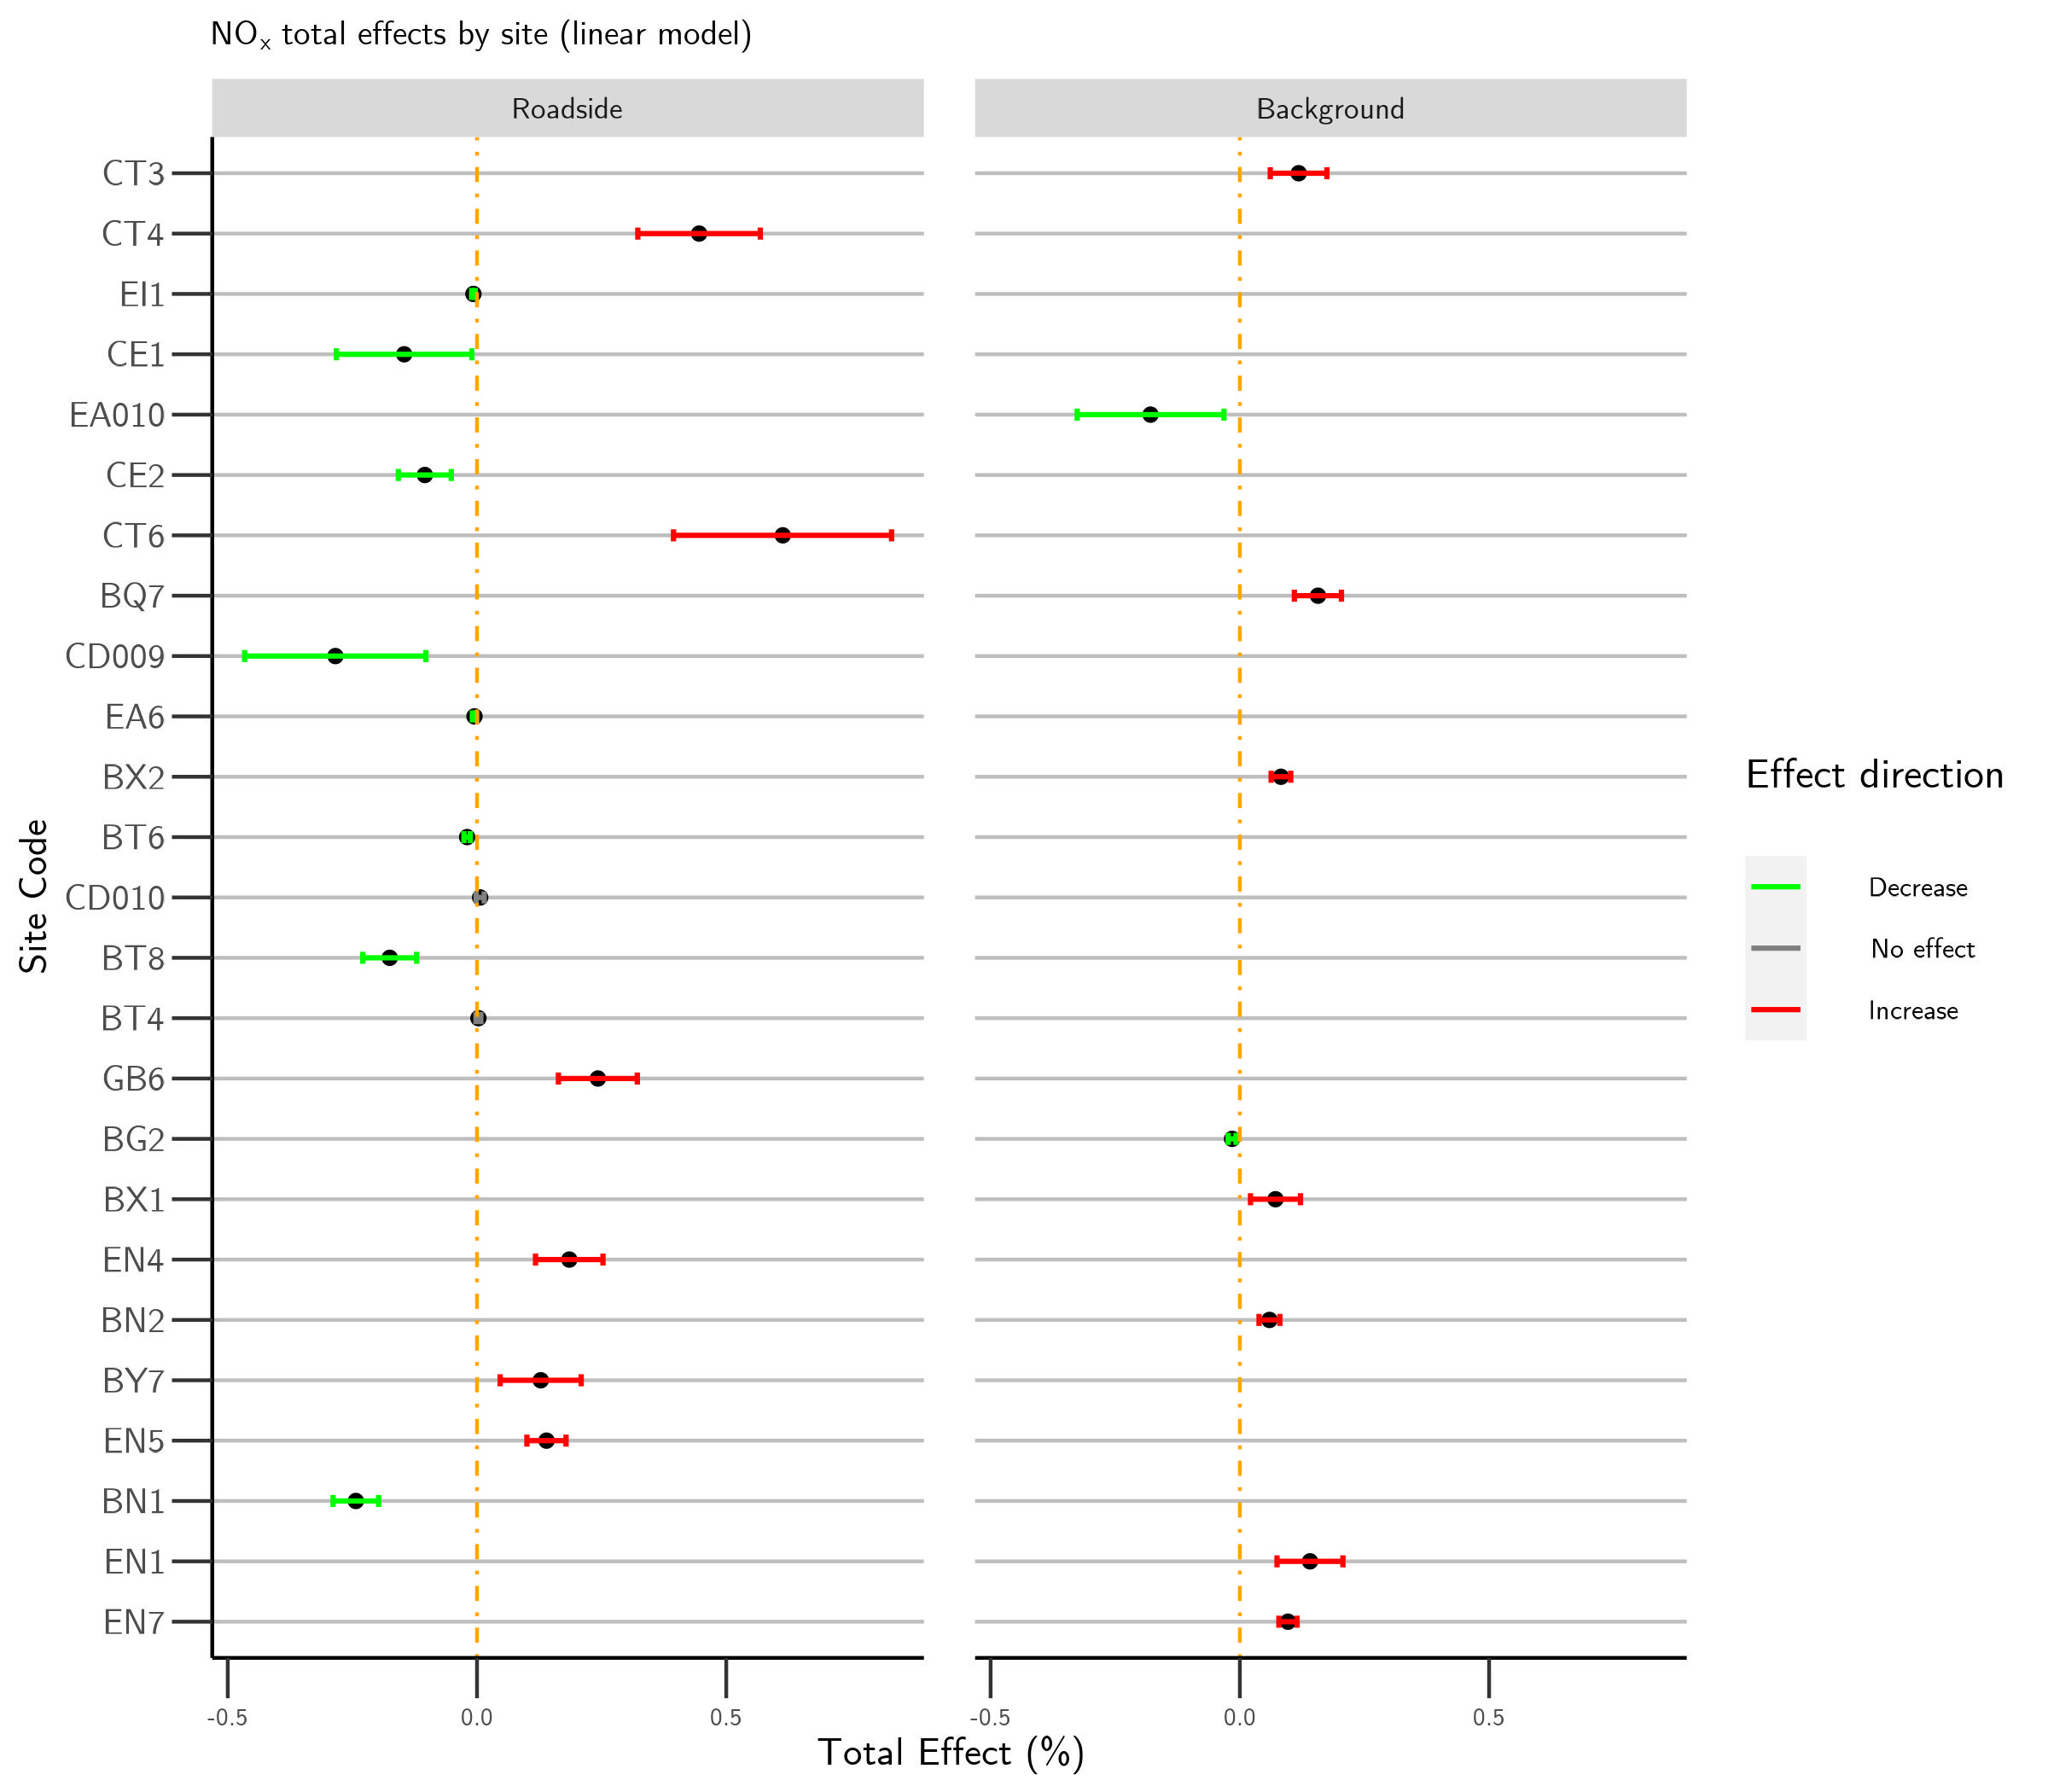 NOx total effects by site (linear model)
Roadside
Background
Site Code
CT3
CT4
EI1
CE1
EA010
CE2
CT6
BQ7
CD009
EA6
BX2
BT6
CD010
BT8
BT4
GB6
BG2
BX1
EN4
BN2
BY7
EN5
BN1
EN1
EN7
-0.5 0.0 0.5
-0.5 0.0 0.5
Total Effect (%)
Effect direction
Decrease
No effect
Increase